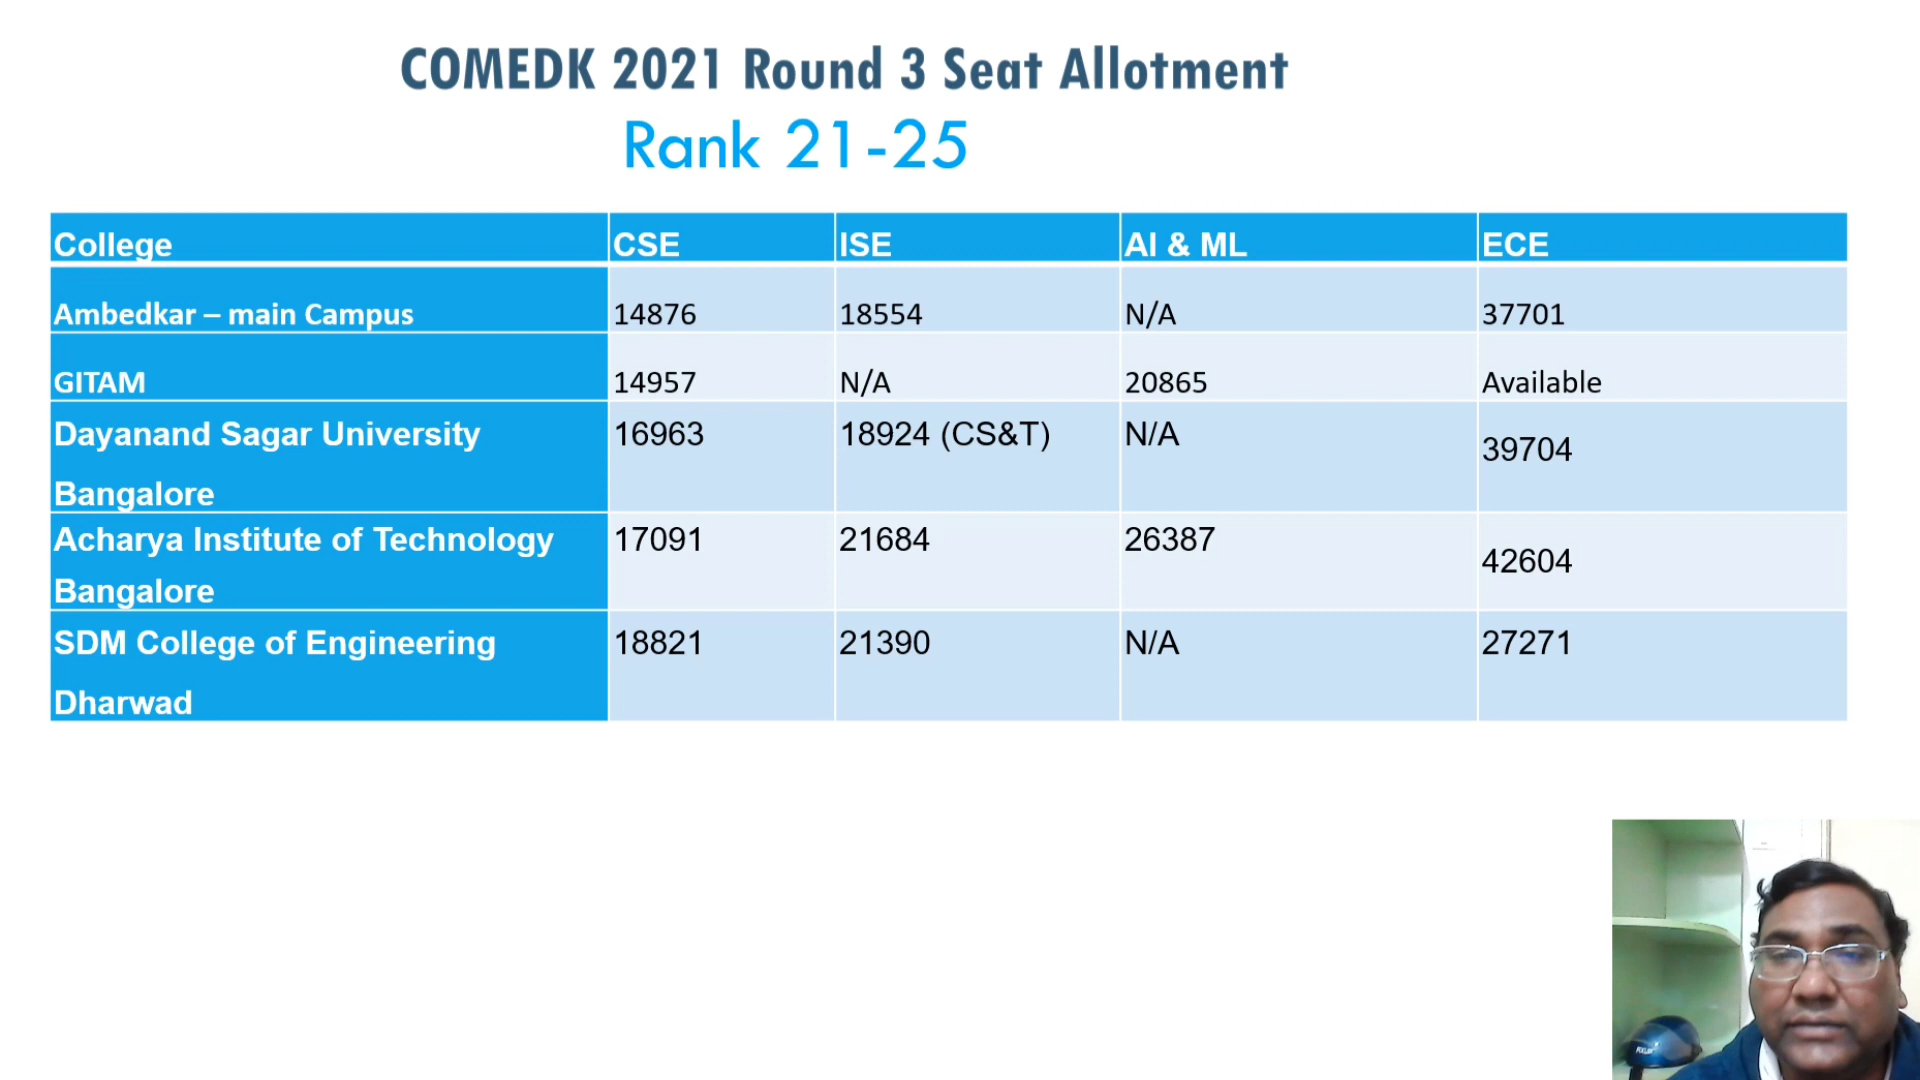 COMEDK 2021 Round 3 Seat Allotment
Rank 21-25
College CSE ISE AI & ML ECE
Ambedkar – main Campus 14876 18554 N/A 37701
GITAM 14957 N/A 20865 Available
Dayanand Sagar University 16963 18924 (CS&T) N/A 39704
Bangalore
Acharya Institute of Technology 17091 21684 26387 42604
Bangalore
SDM College of Engineering 18821 21390 N/A 27271
Dharwad